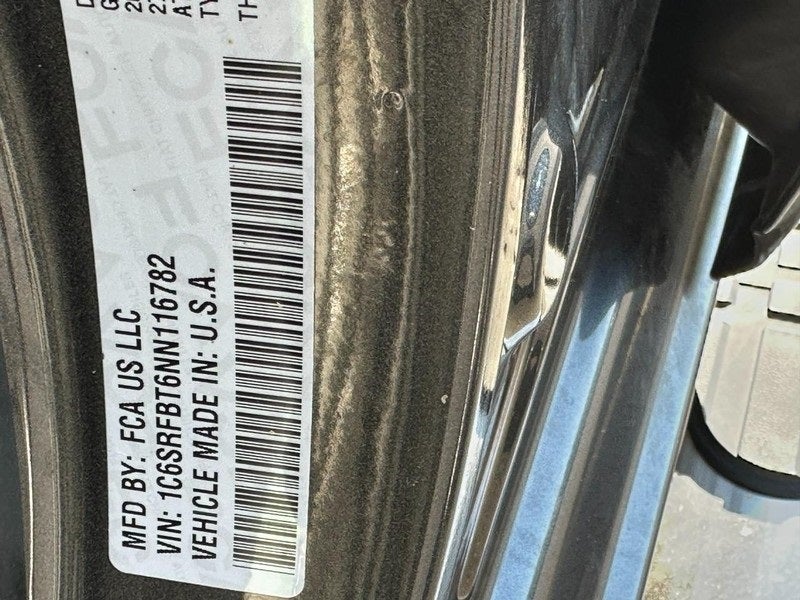 MFD BY: FCA US LLC
VIN: 1C6SRFBT6NN116782
VEHICLE MADE IN: U.S.A.